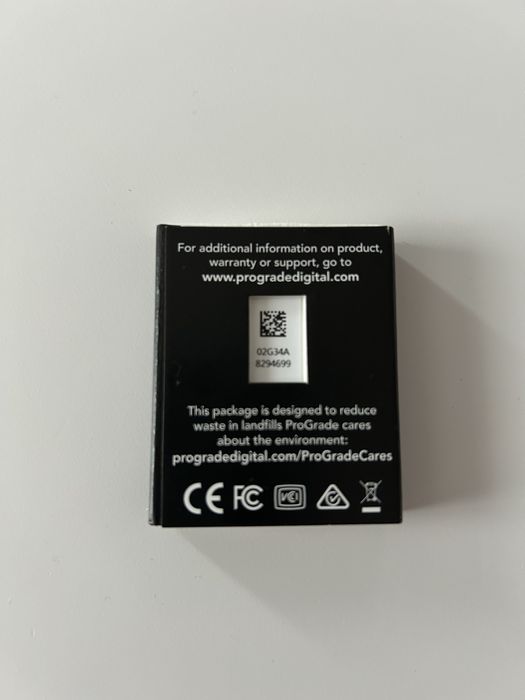 For additional information on product,
warranty or support, go to
www.progradedigital.com
02G34A
8294699
This package is designed to reduce
waste in landfills ProGrade cares
about the environment:
progradedigital.com/ProGradeCares
CE FC VCI